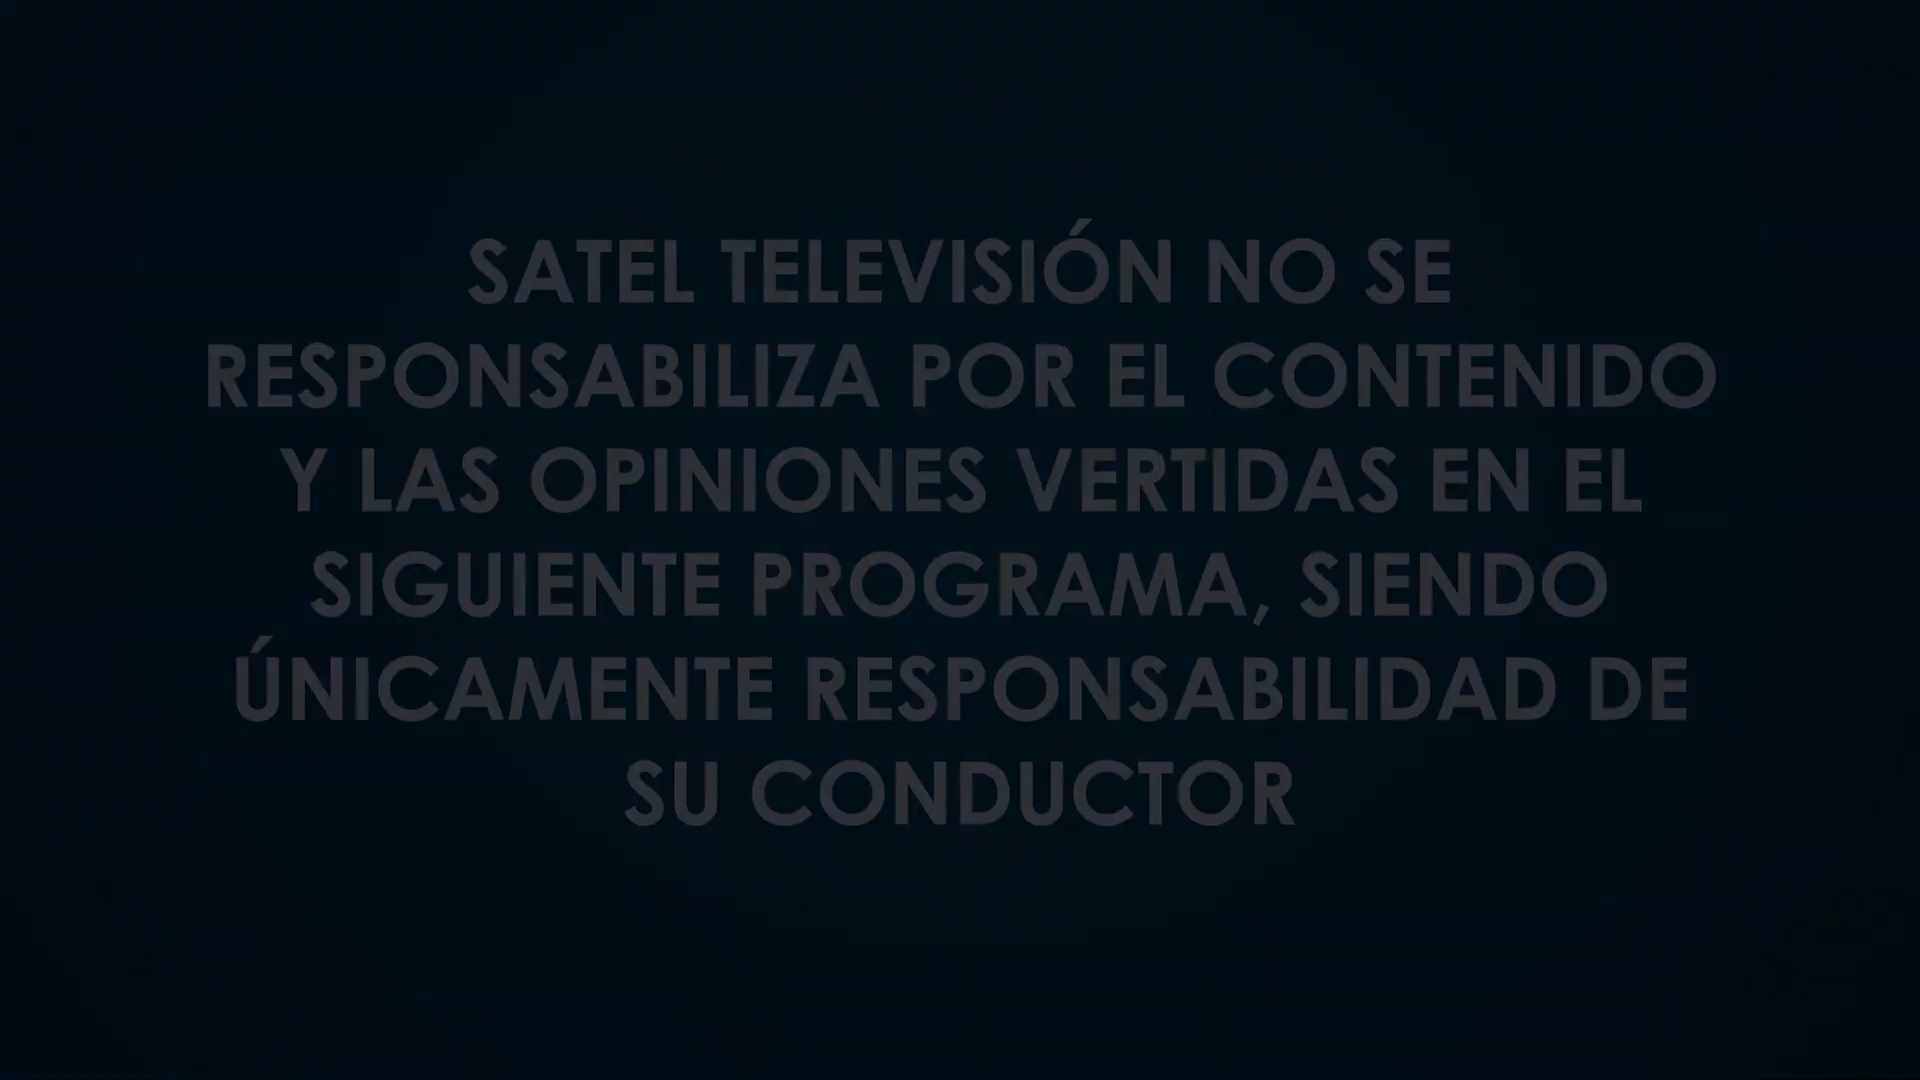 SATEL TELEVISIÓN NO SE
RESPONSABILIZA POR EL CONTENIDO
Y LAS OPINIONES VERTIDAS EN EL
SIGUIENTE PROGRAMA, SIENDO
ÚNICAMENTE RESPONSABILIDAD DE
SU CONDUCTOR